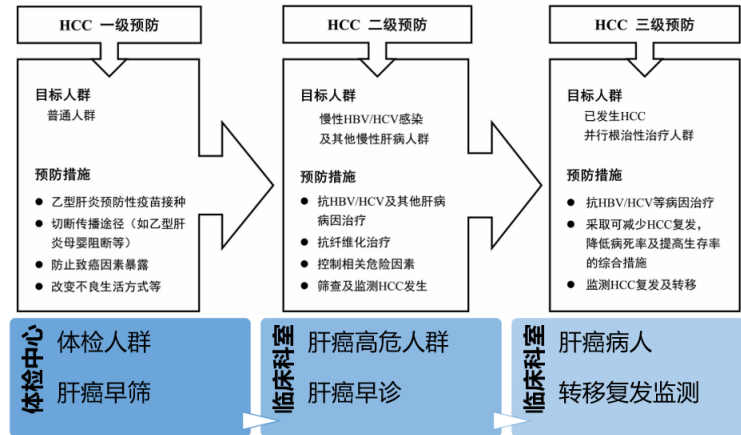 HCC 一级预防
目标人群
普通人群
预防措施
● 乙型肝炎预防性疫苗接种
● 切断传播途径（如乙型肝
炎母婴阻断等）
● 防止致癌因素暴露
● 改变不良生活方式等
HCC 二级预防
目标人群
慢性HBV/HCV感染
及其他慢性肝病人群
预防措施
● 抗HBV/HCV及其他肝病
病因治疗
● 抗纤维化治疗
● 控制相关危险因素
● 筛查及监测HCC发生
HCC 三级预防
目标人群
已发生HCC
并行根治性治疗人群
预防措施
● 抗HBV/HCV等病因治疗
● 采取可减少HCC复发，
降低病死率及提高生存率
的综合措施
● 监测HCC复发及转移
体检中心
体检人群
肝癌早筛
临床科室
肝癌高危人群
肝癌早诊
临床科室
肝癌病人
转移复发监测